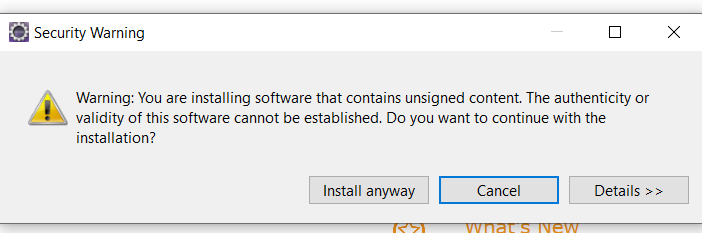 Security Warning
Warning: You are installing software that contains unsigned content. The authenticity or
validity of this software cannot be established. Do you want to continue with the
installation?
Install anyway
Cancel
Details >>
What's New